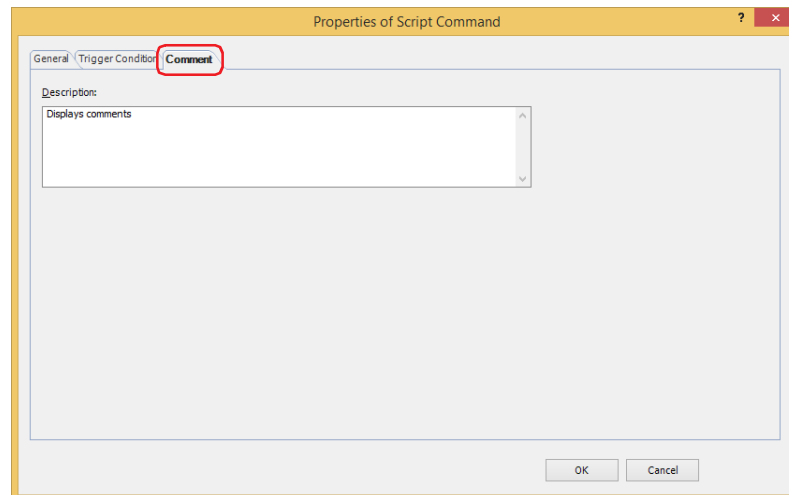 Properties of Script Command ? ×
General Trigger Condition Comment
Description:
Displays comments
OK Cancel